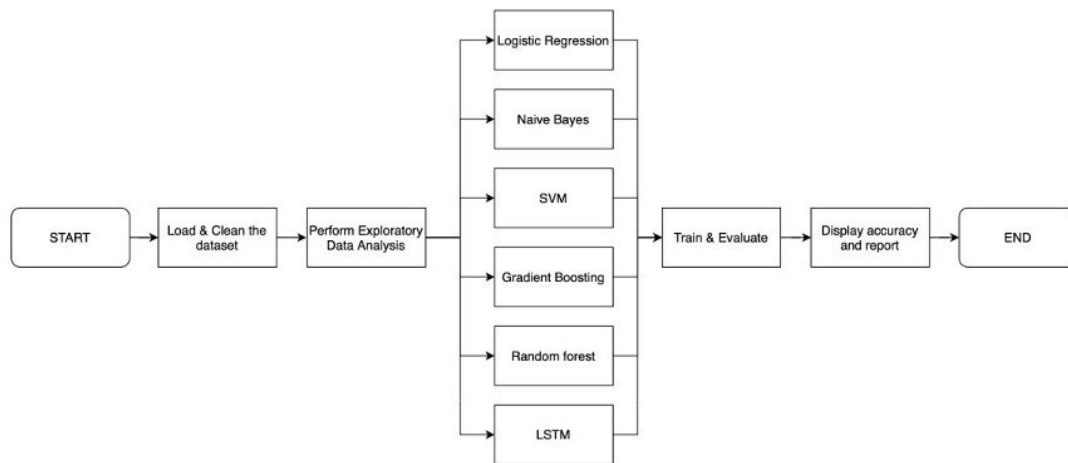 START
Load & Clean the
dataset
Perform Exploratory
Data Analysis
Logistic Regression
Naive Bayes
SVM
Gradient Boosting
Random forest
LSTM
Train & Evaluate
Display accuracy
and report
END